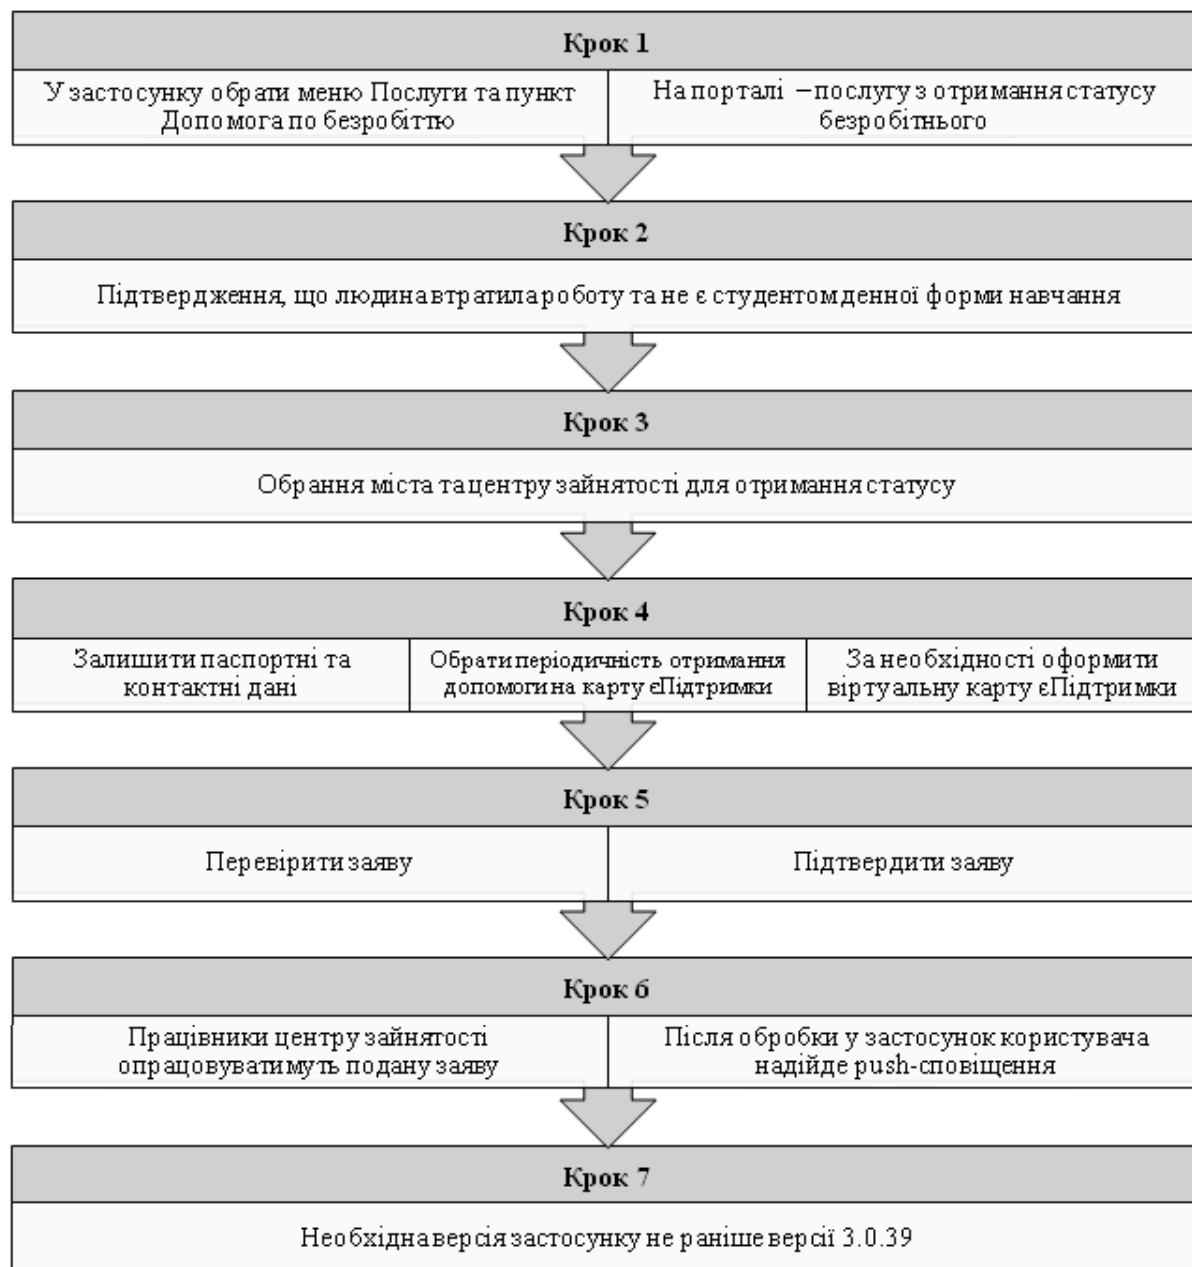 Крок 1
У застосунку обрати меню Послуги та пункт
Допомога по безробіттю
На порталі – послугу з отримання статусу
безробітнього
Крок 2
Підтвердження, що людина втратила роботу та не є студентом денної форми навчання
Крок 3
Обрання міста та центру зайнятості для отримання статусу
Крок 4
Залишити паспортні та
контактні дані
Обрати періодичність отримання
допомоги на карту єПідтримки
За необхідності оформити
віртуальну карту єПідтримки
Крок 5
Перевірити заяву
Підтвердити заяву
Крок 6
Працівники центру зайнятості
опрацовуватимуть подану заяву
Після обробки у застосунок користувача
надійде push-сповіщення
Крок 7
Необхідна версія застосунку не раніше версії 3.0.39